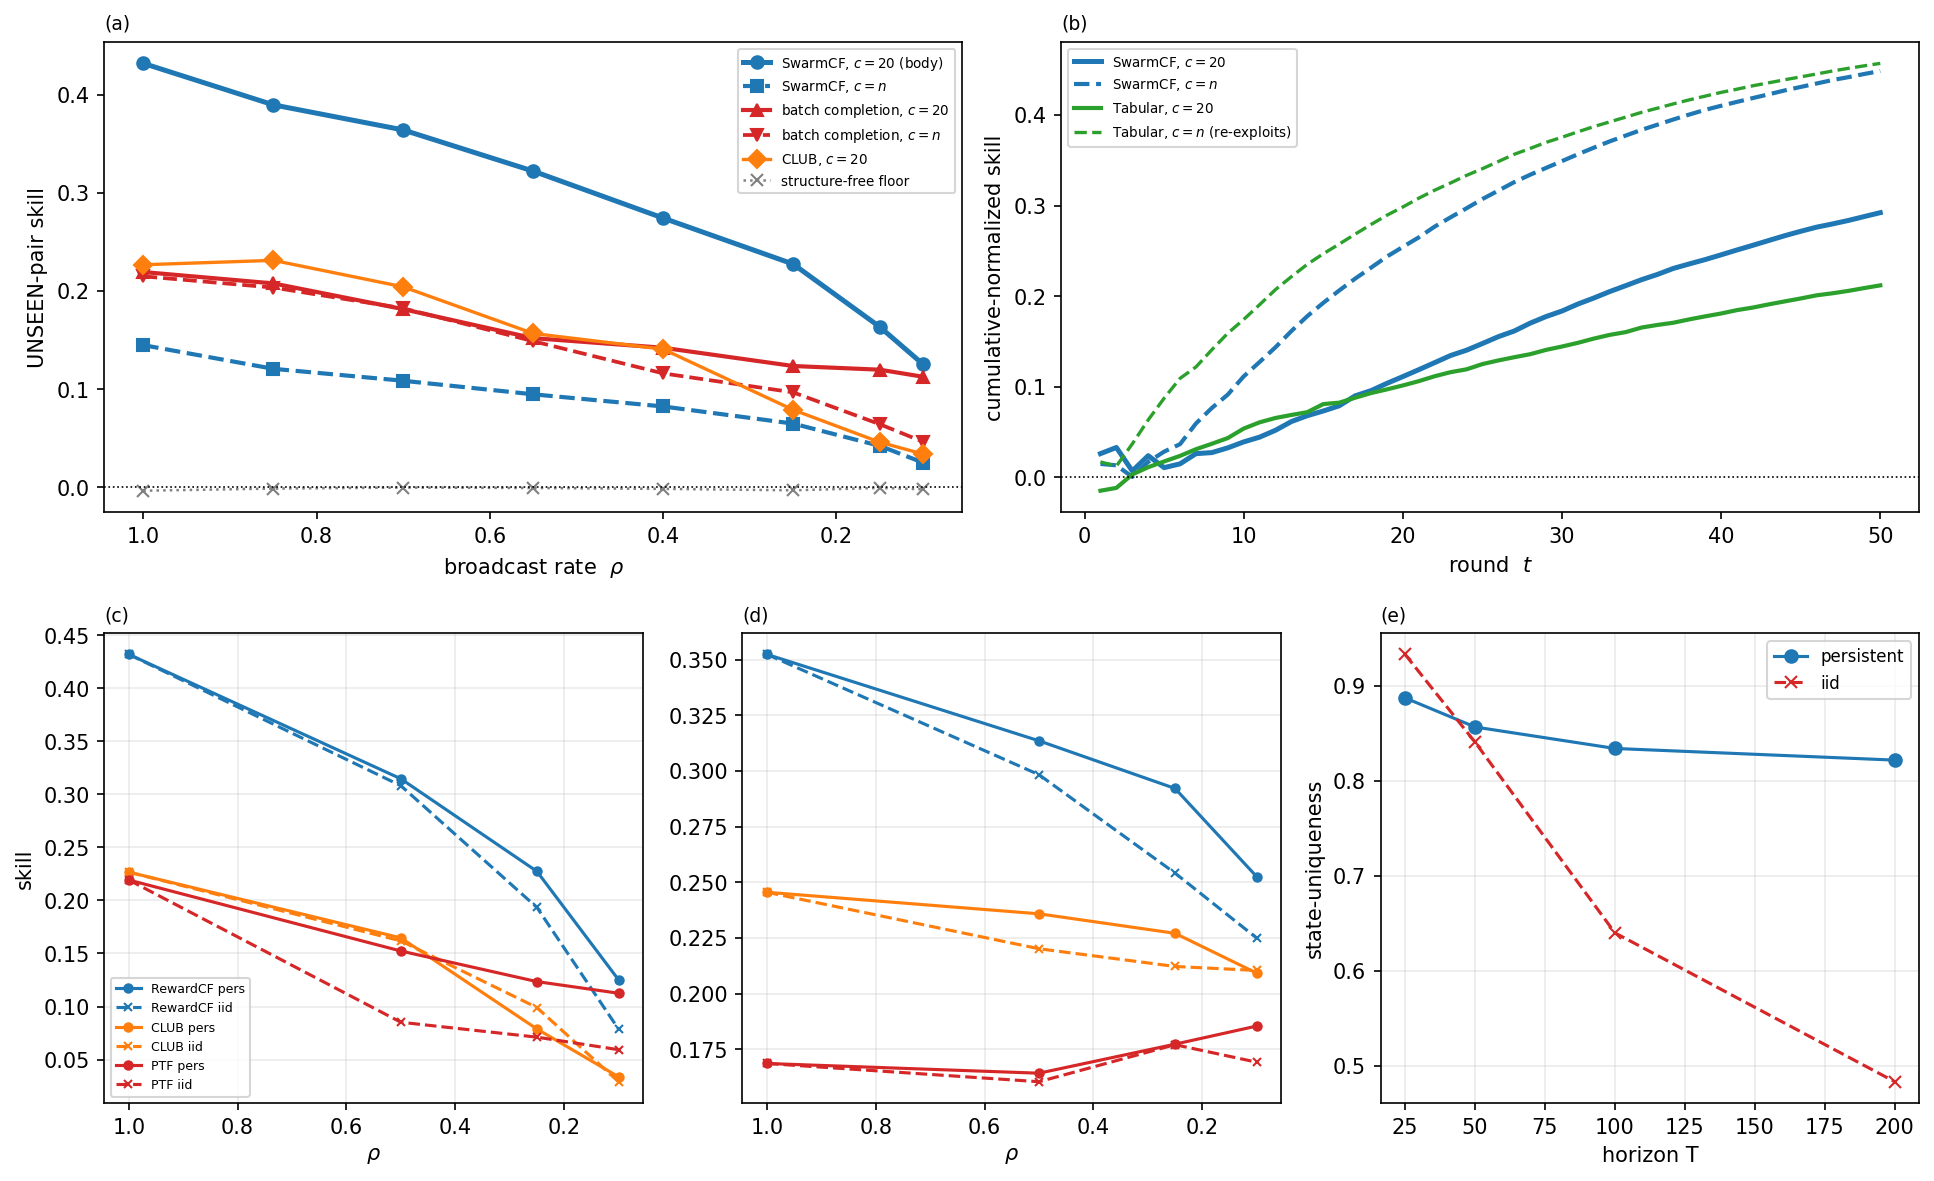 (a)
UNSEEN-pair skill
0.4
0.3
0.2
0.1
0.0
SwarmCF, c = 20 (body)
SwarmCF, c = n
batch completion, c = 20
batch completion, c = n
CLUB, c = 20
structure-free floor
1.0 0.8 0.6 0.4 0.2
broadcast rate ρ
(b)
cumulative-normalized skill
0.4
0.3
0.2
0.1
0.0
SwarmCF, c = 20
SwarmCF, c = n
Tabular, c = 20
Tabular, c = n (re-exploits)
0 10 20 30 40 50
round t
(c)
skill
0.45
0.40
0.35
0.30
0.25
0.20
0.15
0.10
0.05
RewardCF pers
RewardCF iid
CLUB pers
CLUB iid
PTF pers
PTF iid
1.0 0.8 0.6 0.4 0.2
ρ
(d)
0.350
0.325
0.300
0.275
0.250
0.225
0.200
0.175
1.0 0.8 0.6 0.4 0.2
ρ
(e)
state-uniqueness
0.9
0.8
0.7
0.6
0.5
persistent
iid
25 50 75 100 125 150 175 200
horizon T